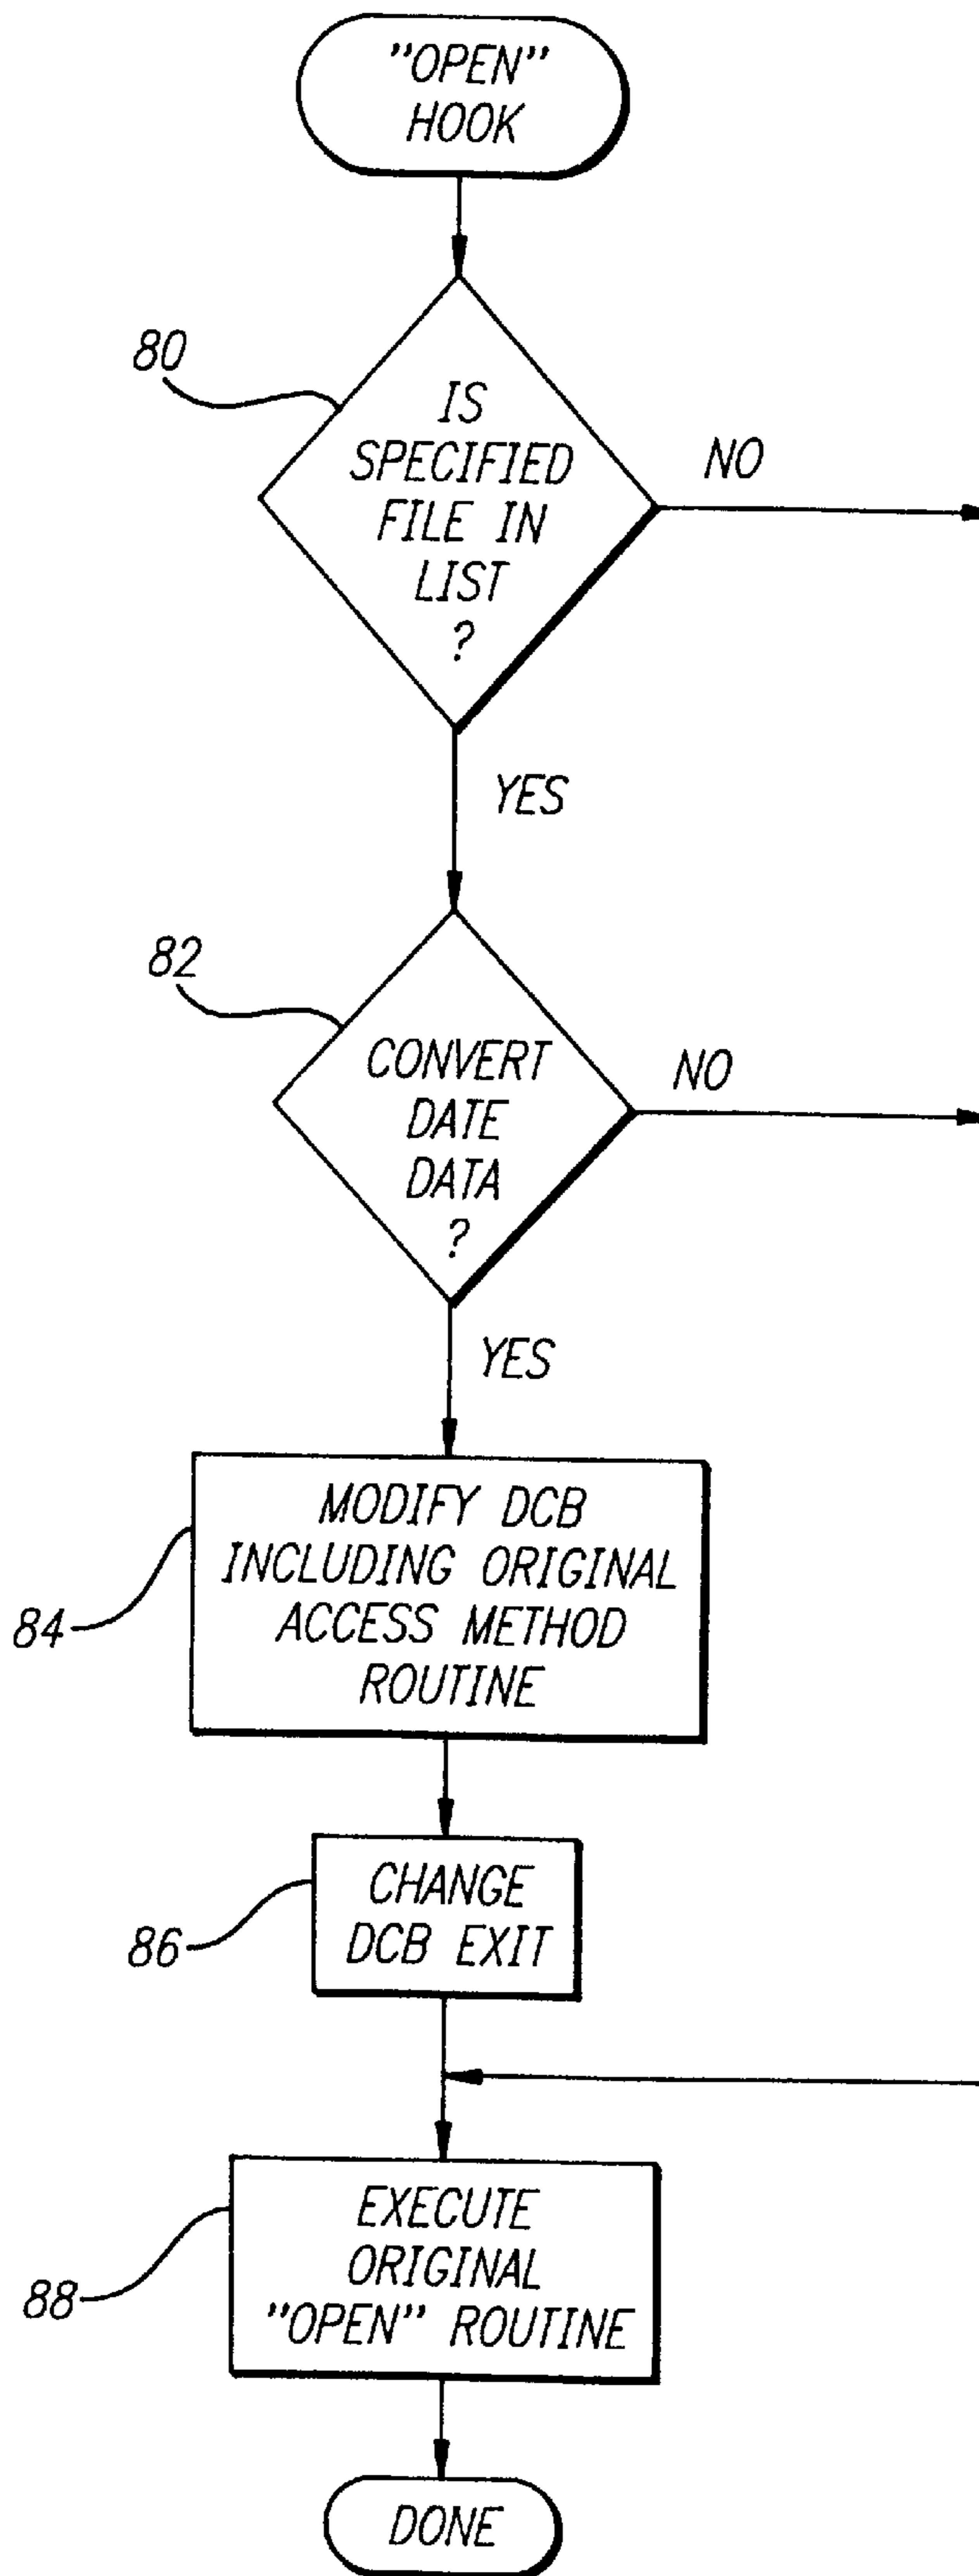 "OPEN"
HOOK
80
IS
SPECIFIED
FILE IN
LIST
?
NO
YES
82
CONVERT
DATE
DATA
?
NO
YES
84
MODIFY DCB
INCLUDING ORIGINAL
ACCESS METHOD
ROUTINE
86
CHANGE
DCB EXIT
88
EXECUTE
ORIGINAL
"OPEN" ROUTINE
DONE